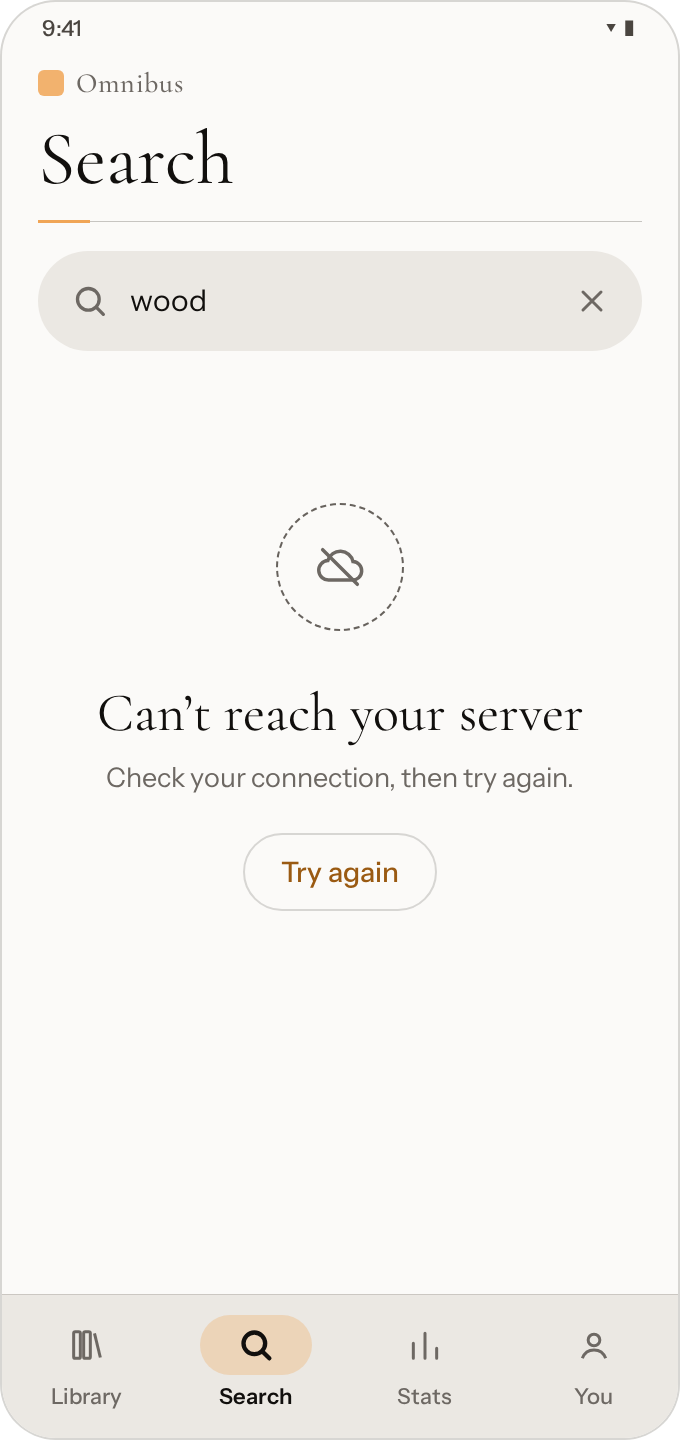 9:41
Omnibus
Search
wood
Can’t reach your server
Check your connection, then try again.
Try again
Library
Search
Stats
You